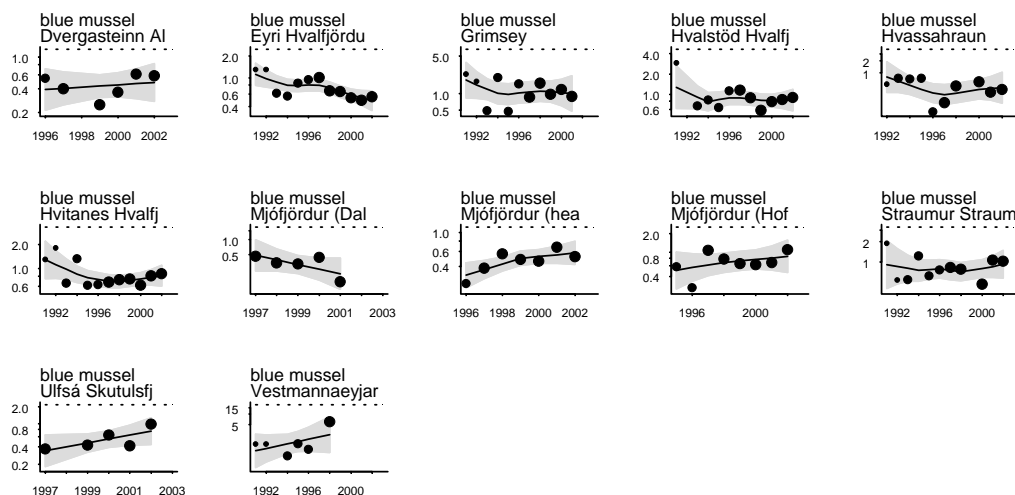 blue mussel
Dvergasteinn Al
1.0
0.4
0.2
1996 2000 2002
blue mussel
Eyri Hvalfjördu
2.0
1.0
0.6
0.4
1992 1996 2000
blue mussel
Grimsey
5.0
1.0
0.5
1992 1996 2000
blue mussel
Hvalstöd Hvalfj
4.0
2.0
1.0
0.6
1992 1996 2000
blue mussel
Hvassahraun
2
1
1992 1996 2000
blue mussel
Hvitanes Hvalfj
2.0
1.0
0.6
1992 1996 2000
blue mussel
Mjófjördur (Dal
1.0
0.5
1997 1999 2001 2003
blue mussel
Mjófjördur (hea
1.0
0.6
0.4
1996 2000 2002
blue mussel
Mjófjördur (Hof
2.0
0.8
0.4
1996 2000
blue mussel
Straumur Straum
2
1
1992 1996 2000
blue mussel
Ulfsá Skutulsfj
2.0
0.8
0.4
0.2
1997 1999 2001 2003
blue mussel
Vestmannaeyjar
15
5
1992 1996 2000